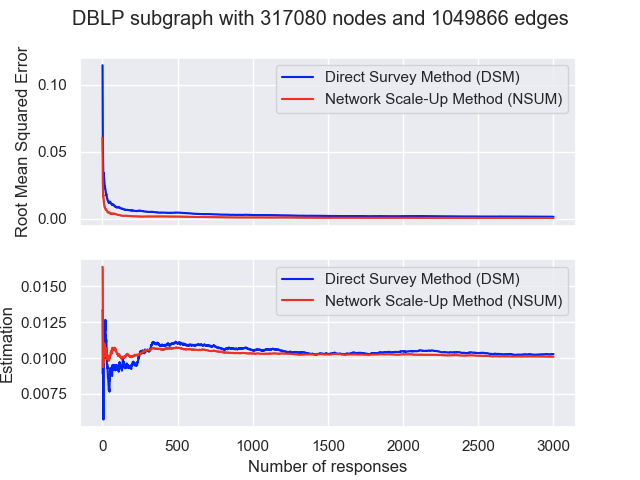 DBLP subgraph with 317080 nodes and 1049866 edges
Root Mean Squared Error
0.10
0.05
0.00
Direct Survey Method (DSM)
Network Scale-Up Method (NSUM)
Estimation
0.0150
0.0125
0.0100
0.0075
Direct Survey Method (DSM)
Network Scale-Up Method (NSUM)
0 500 1000 1500 2000 2500 3000
Number of responses